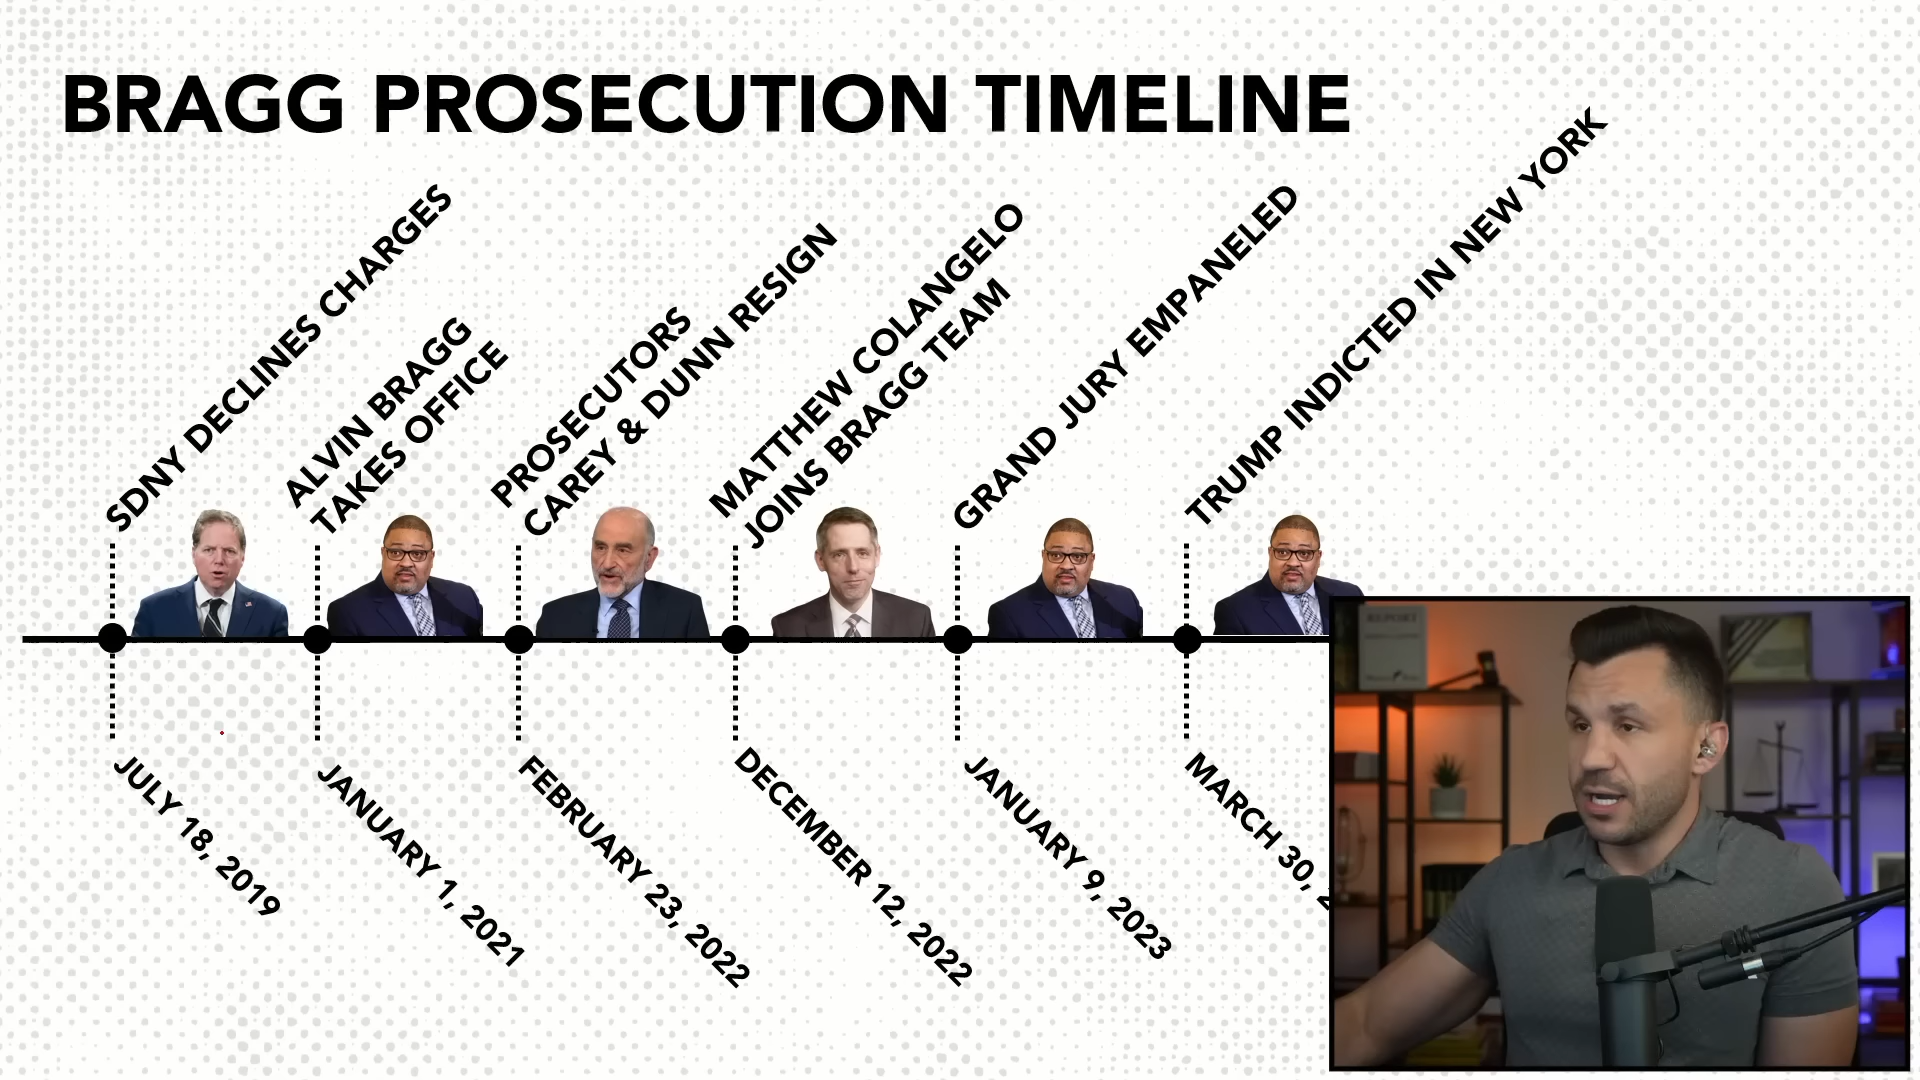 BRAGG PROSECUTION TIMELINE
SDNY DECLINES CHARGES
ALVIN BRAGG
TAKES OFFICE
PROSECUTORS
CAREY & DUNN RESIGN
MATTHEW COLANGELO
JOINS BRAGG TEAM
GRAND JURY EMPANELED
TRUMP INDICTED IN NEW YORK
JULY 18, 2019
JANUARY 1, 2021
FEBRUARY 23, 2022
DECEMBER 12, 2022
JANUARY 9, 2023
MARCH 30,
REPORT